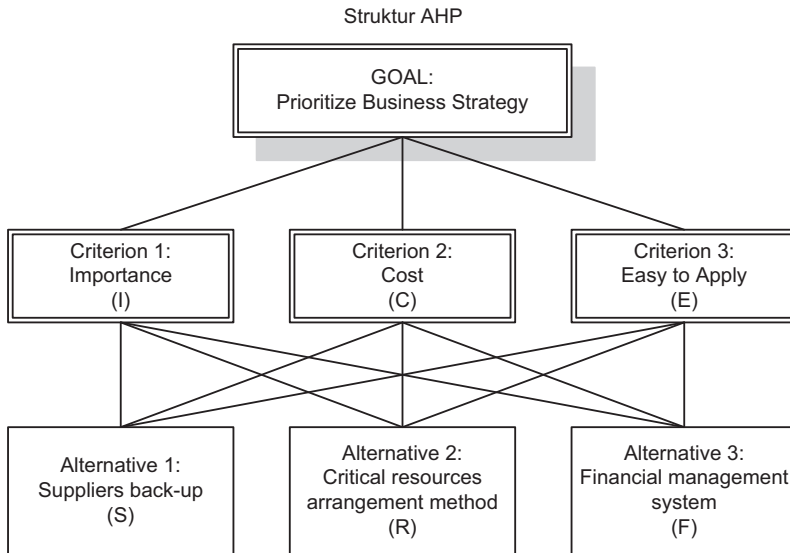 Struktur AHP
GOAL:
Prioritize Business Strategy
Criterion 1:
Importance
(I)
Criterion 2:
Cost
(C)
Criterion 3:
Easy to Apply
(E)
Alternative 1:
Suppliers back-up
(S)
Alternative 2:
Critical resources
arrangement method
(R)
Alternative 3:
Financial management
system
(F)